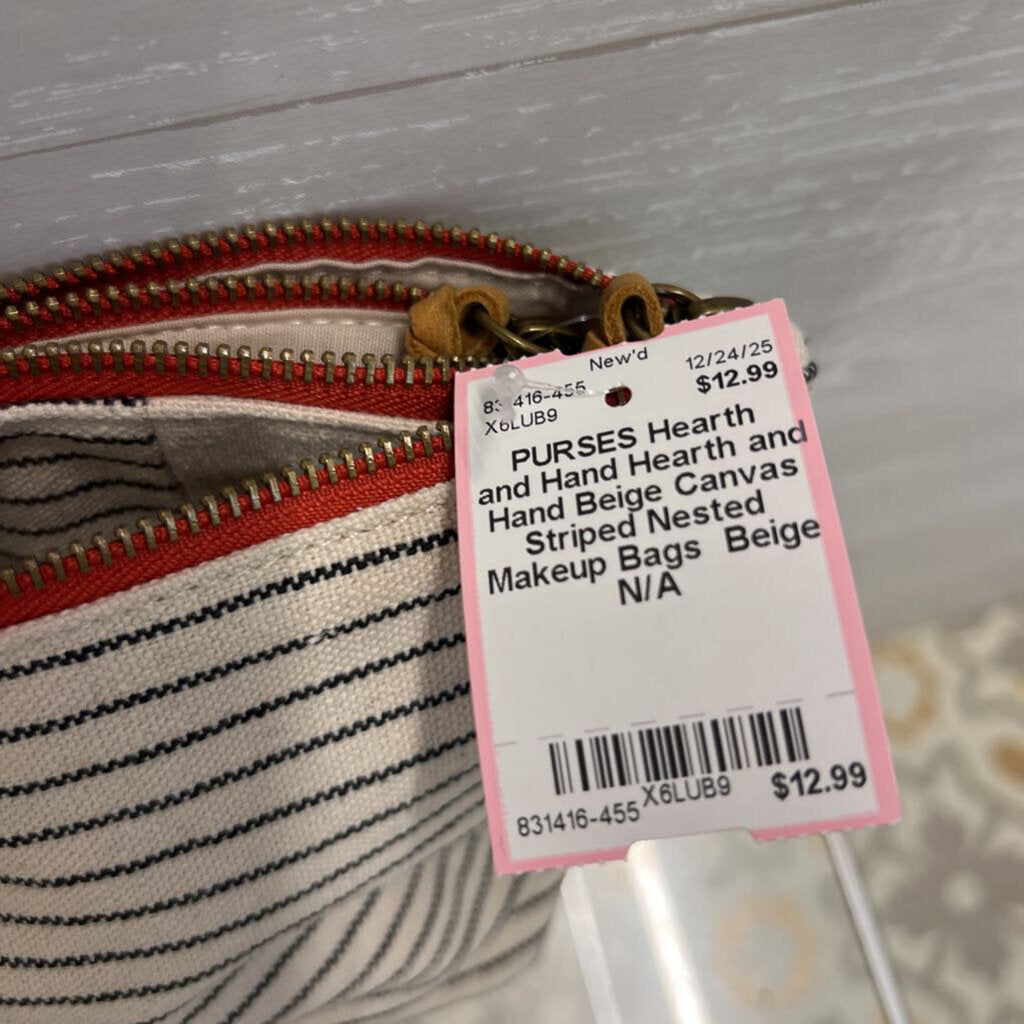 New'd 12/24/25
831416-455 $12.99
X6LUB9
PURSES Hearth
and Hand Hearth and
Hand Beige Canvas
Striped Nested
Makeup Bags Beige
N/A
831416-455 X6LUB9 $12.99